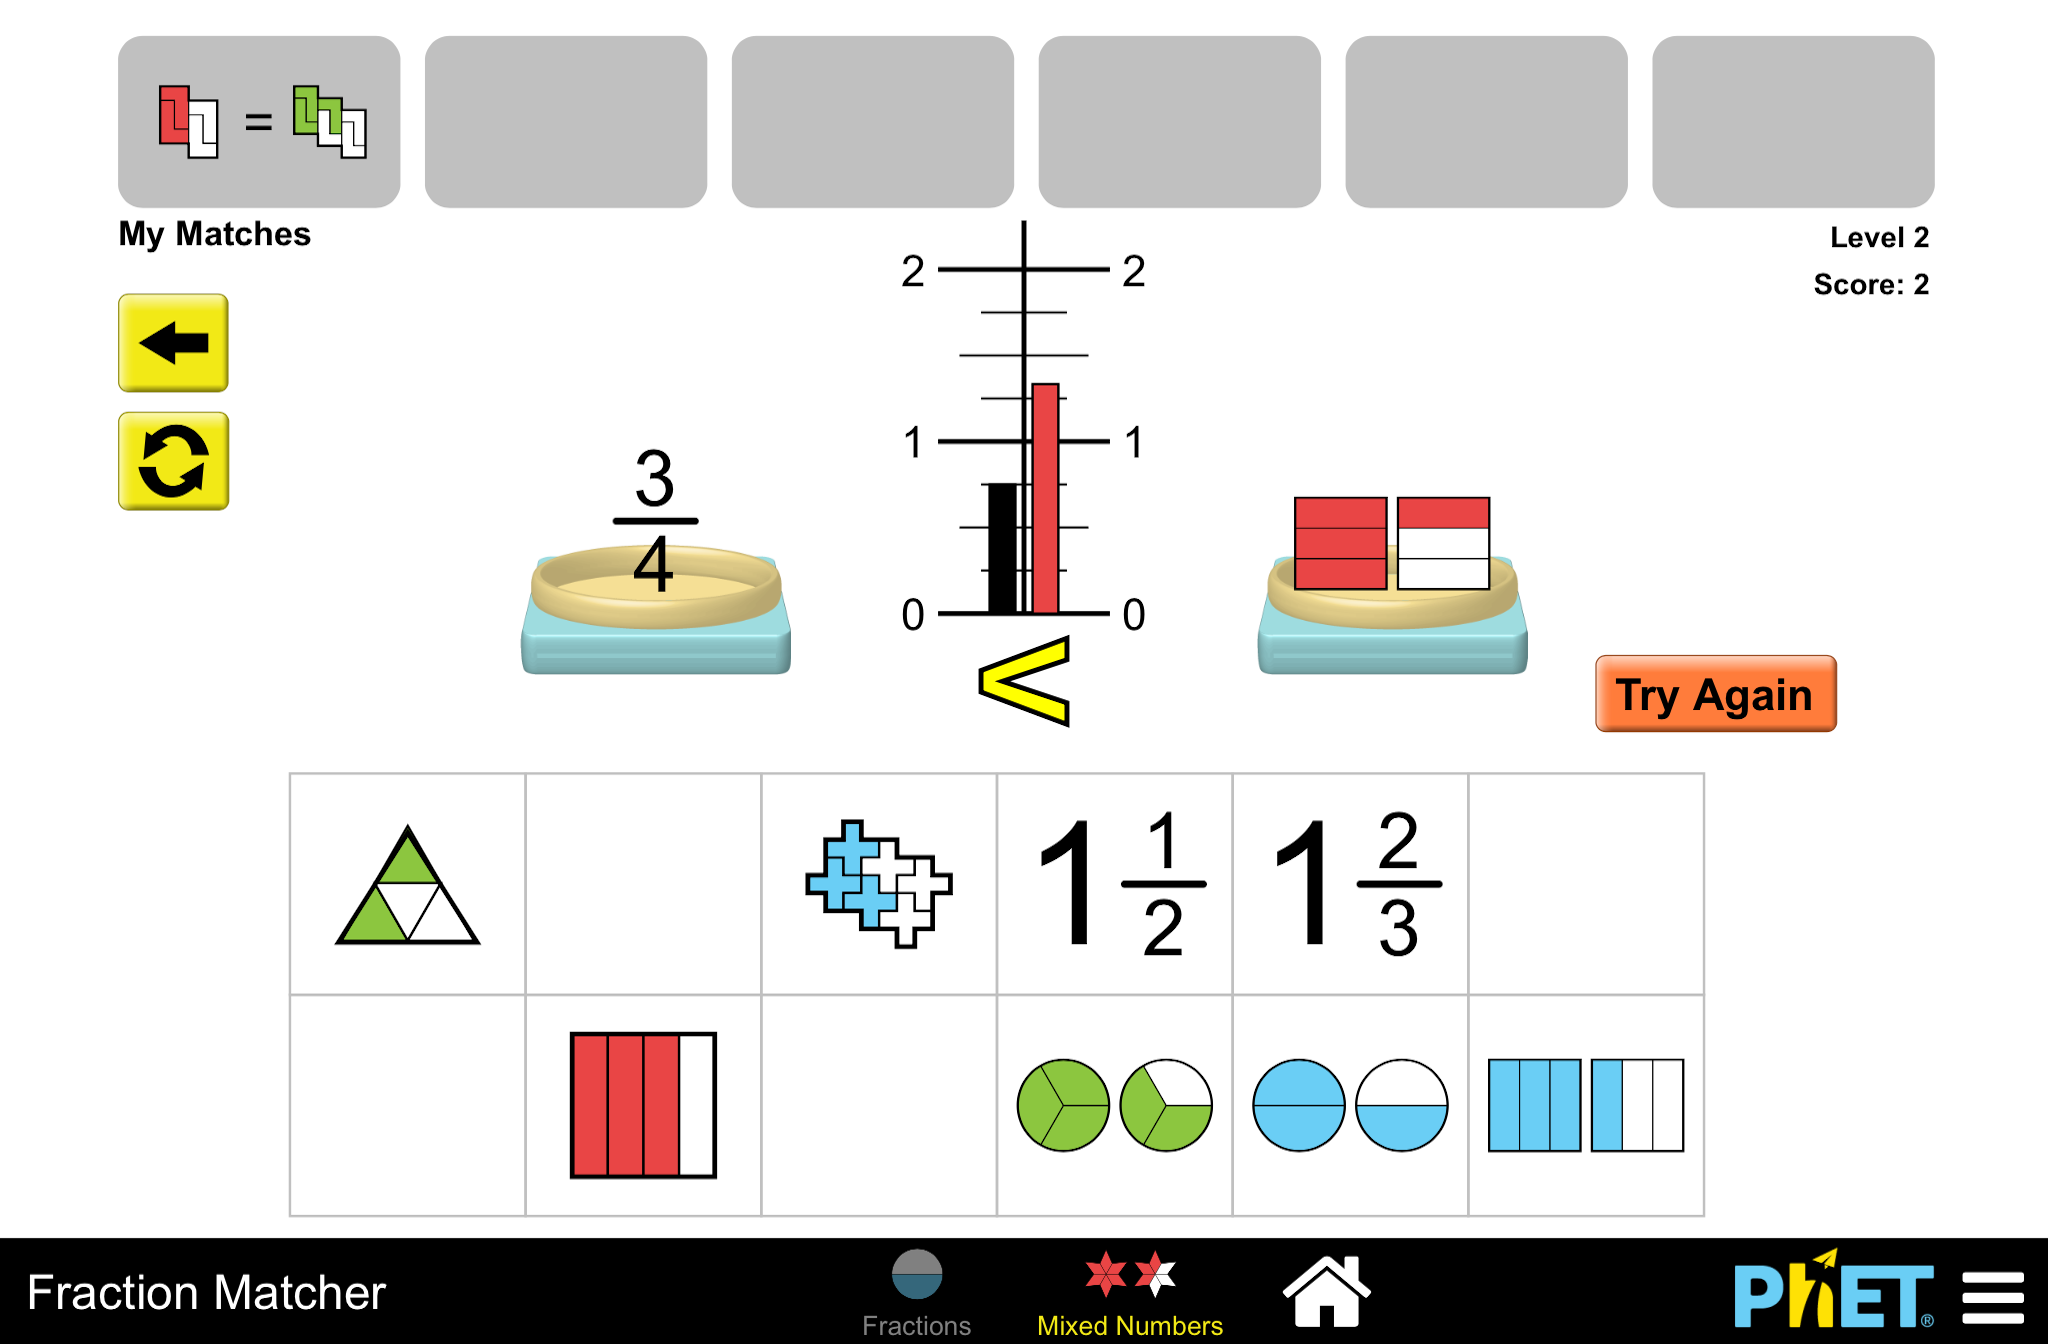 =
My Matches
Level 2
Score: 2
2 2
1 1
0 0
3
4
<
Try Again
1 1/2
1 2/3
Fraction Matcher
Fractions
Mixed Numbers
PhET®